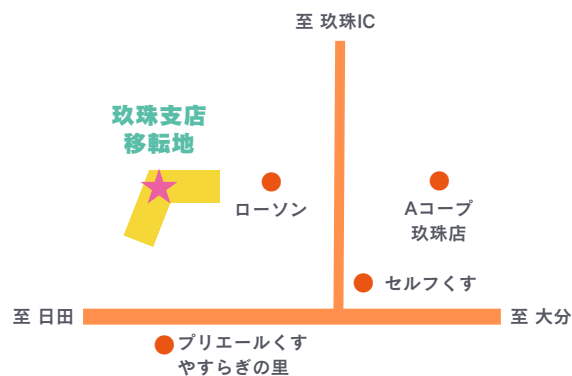 至 玖珠IC
玖珠支店
移転地
ローソン
Aコープ
玖珠店
セルフくす
至 日田
至 大分
プリエールくす
やすらぎの里